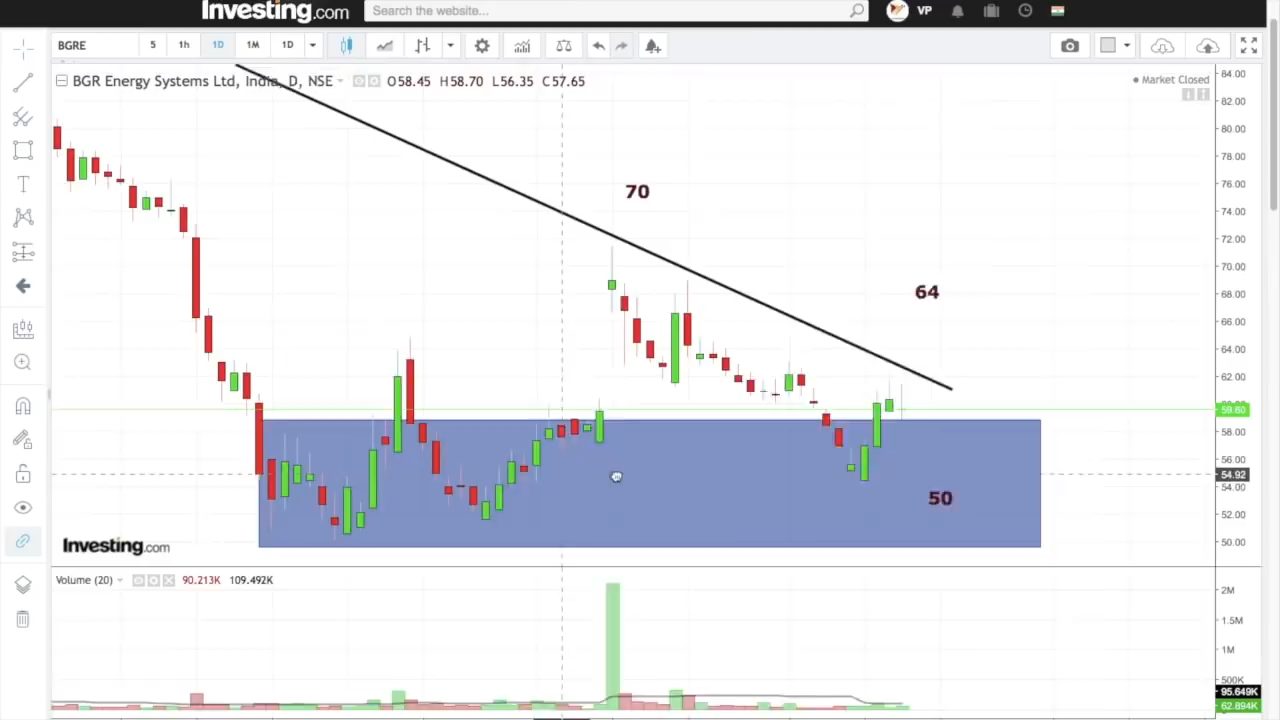 Investing.com
Search the website...
VP
BGRE
5
1h
1D
1M
1D
BGR Energy Systems Ltd, India, D, NSE
O58.45 H58.70 L56.35 C57.65
Market Closed
84.00
82.00
80.00
78.00
76.00
74.00
72.00
70.00
68.00
66.00
64.00
62.00
59.60
58.00
56.00
54.92
54.00
52.00
50.00
70
64
50
Investing.com
Volume (20)
90.213K
109.492K
2M
1.5M
1M
500K
95.649K
62.894K